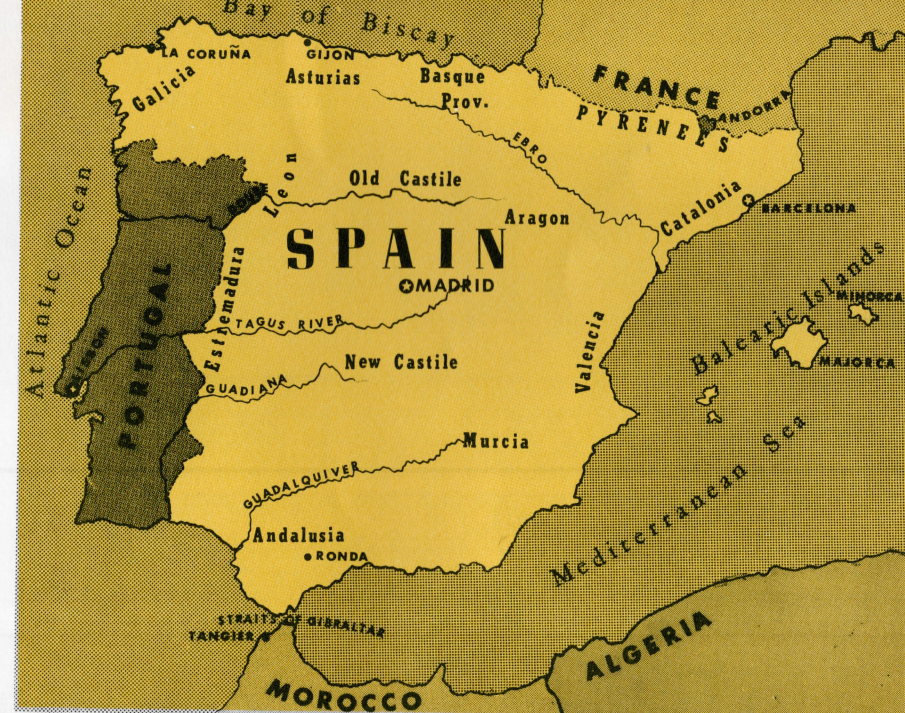 Bay of Biscay
LA CORUÑA
GIJON
Galicia
Asturias
Basque
Prov.
FRANCE
ANDORRA
PYRENEES
EBRO
Leon
Old Castile
DOURO
Aragon
Catalonia
BARCELONA
Atlantic Ocean
SPAIN
MADRID
PORTUGAL
LISBON
Estremadura
TAGUS RIVER
Valencia
Balearic Islands
MINORCA
MAJORCA
New Castile
GUADIANA
Murcia
GUADALQUIVER
Mediterranean Sea
Andalusia
RONDA
STRAITS OF GIBRALTAR
TANGIER
MOROCCO
ALGERIA